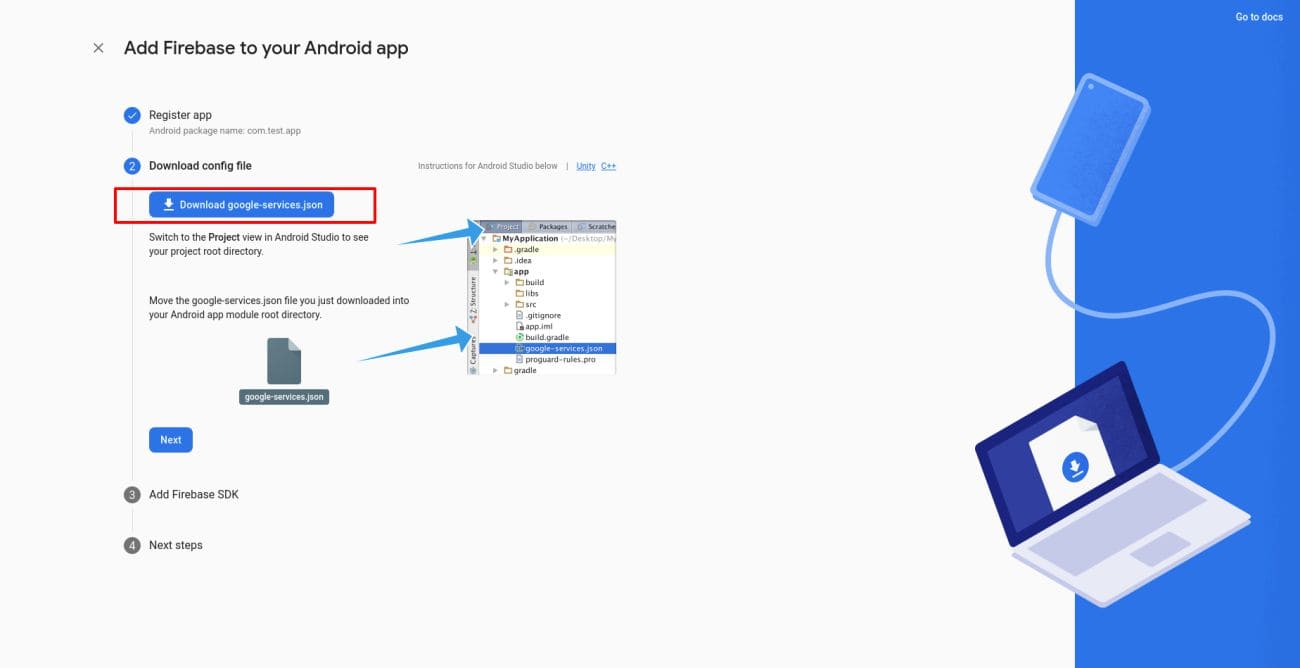 Go to docs
Add Firebase to your Android app
Register app
Android package name: com.test.app
2 Download config file
Instructions for Android Studio below | Unity C++
Download google-services.json
Switch to the Project view in Android Studio to see
your project root directory.
Move the google-services.json file you just downloaded into
your Android app module root directory.
google-services.json
Project Packages Scratche
MyApplication (~/Desktop/My
.gradle
.idea
app
build
libs
src
.gitignore
app.iml
build.gradle
google-services.json
proguard-rules.pro
gradle
Z: Structure
Captures
Next
3 Add Firebase SDK
4 Next steps